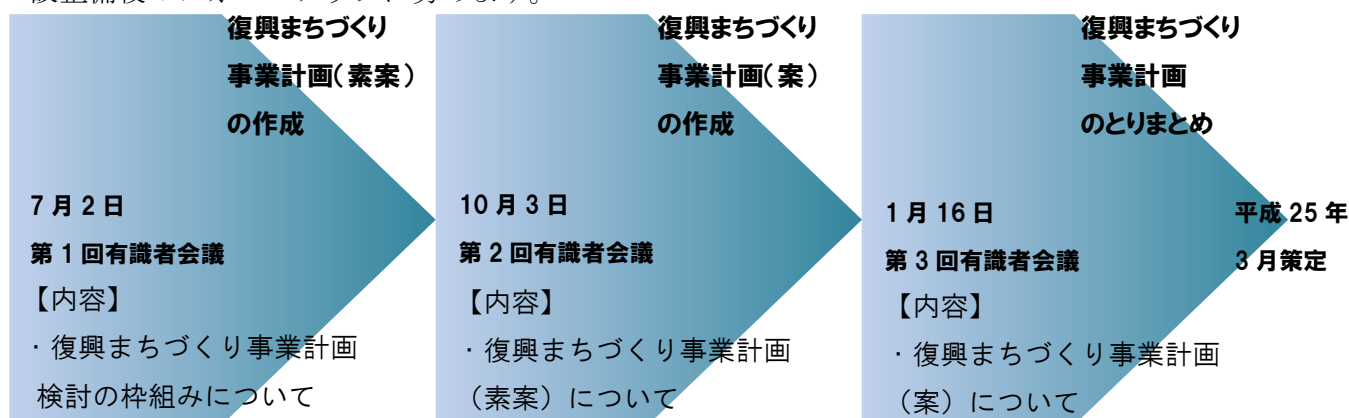 復興まちづくり
事業計画(素案)
の作成
7月2日
第1回有識者会議
【内容】
・復興まちづくり事業計画
検討の枠組みについて
復興まちづくり
事業計画(案)
の作成
10月3日
第2回有識者会議
【内容】
・復興まちづくり事業計画
(素案)について
復興まちづくり
事業計画
のとりまとめ
1月16日
第3回有識者会議
【内容】
・復興まちづくり事業計画
(案)について
平成25年
3月策定